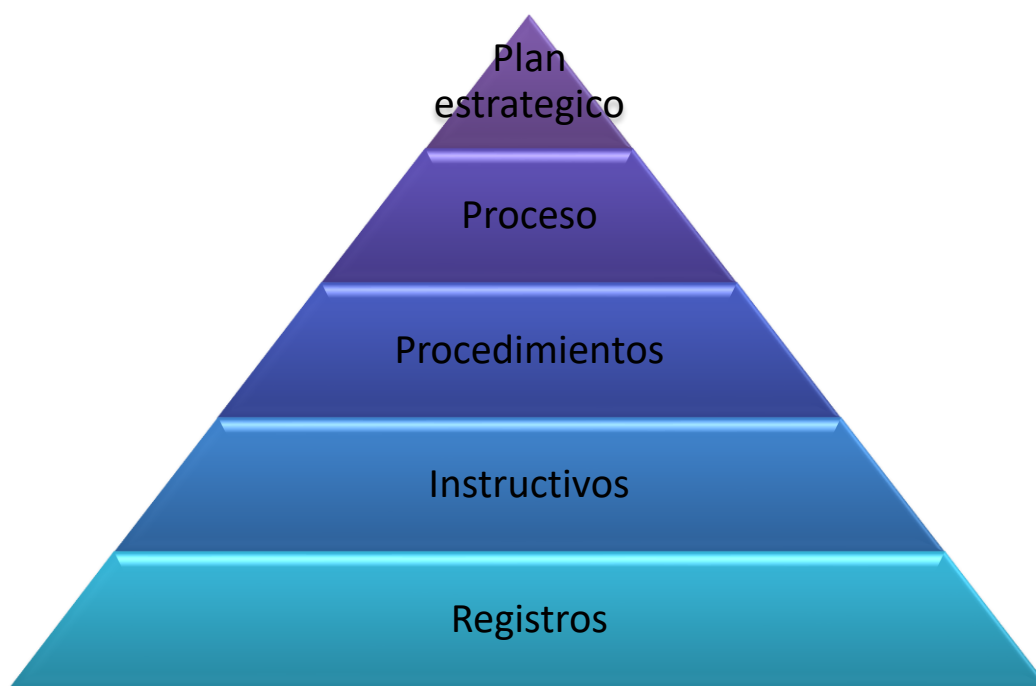 Plan
estrategico
Proceso
Procedimientos
Instructivos
Registros